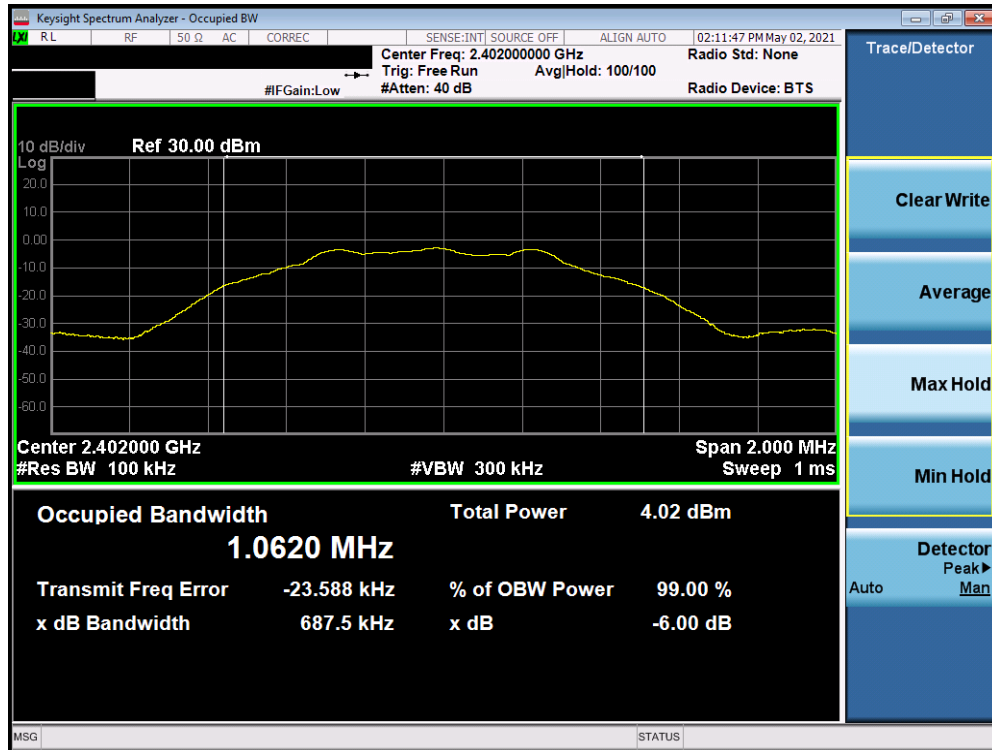 Keysight Spectrum Analyzer - Occupied BW
LXI RL RF 50 Ω AC CORREC SENSE:INT SOURCE OFF ALIGN AUTO 02:11:47 PM May 02, 2021
Center Freq: 2.402000000 GHz Radio Std: None
Trig: Free Run Avg|Hold: 100/100
#IFGain:Low #Atten: 40 dB Radio Device: BTS
Trace/Detector
10 dB/div Ref 30.00 dBm
Log
20.0
10.0
0.00
-10.0
-20.0
-30.0
-40.0
-50.0
-60.0
Center 2.402000 GHz Span 2.000 MHz
#Res BW 100 kHz #VBW 300 kHz Sweep 1 ms
Occupied Bandwidth Total Power 4.02 dBm
1.0620 MHz
Transmit Freq Error -23.588 kHz % of OBW Power 99.00 %
x dB Bandwidth 687.5 kHz x dB -6.00 dB
Clear Write
Average
Max Hold
Min Hold
Detector
Peak▶
Auto Man
MSG STATUS